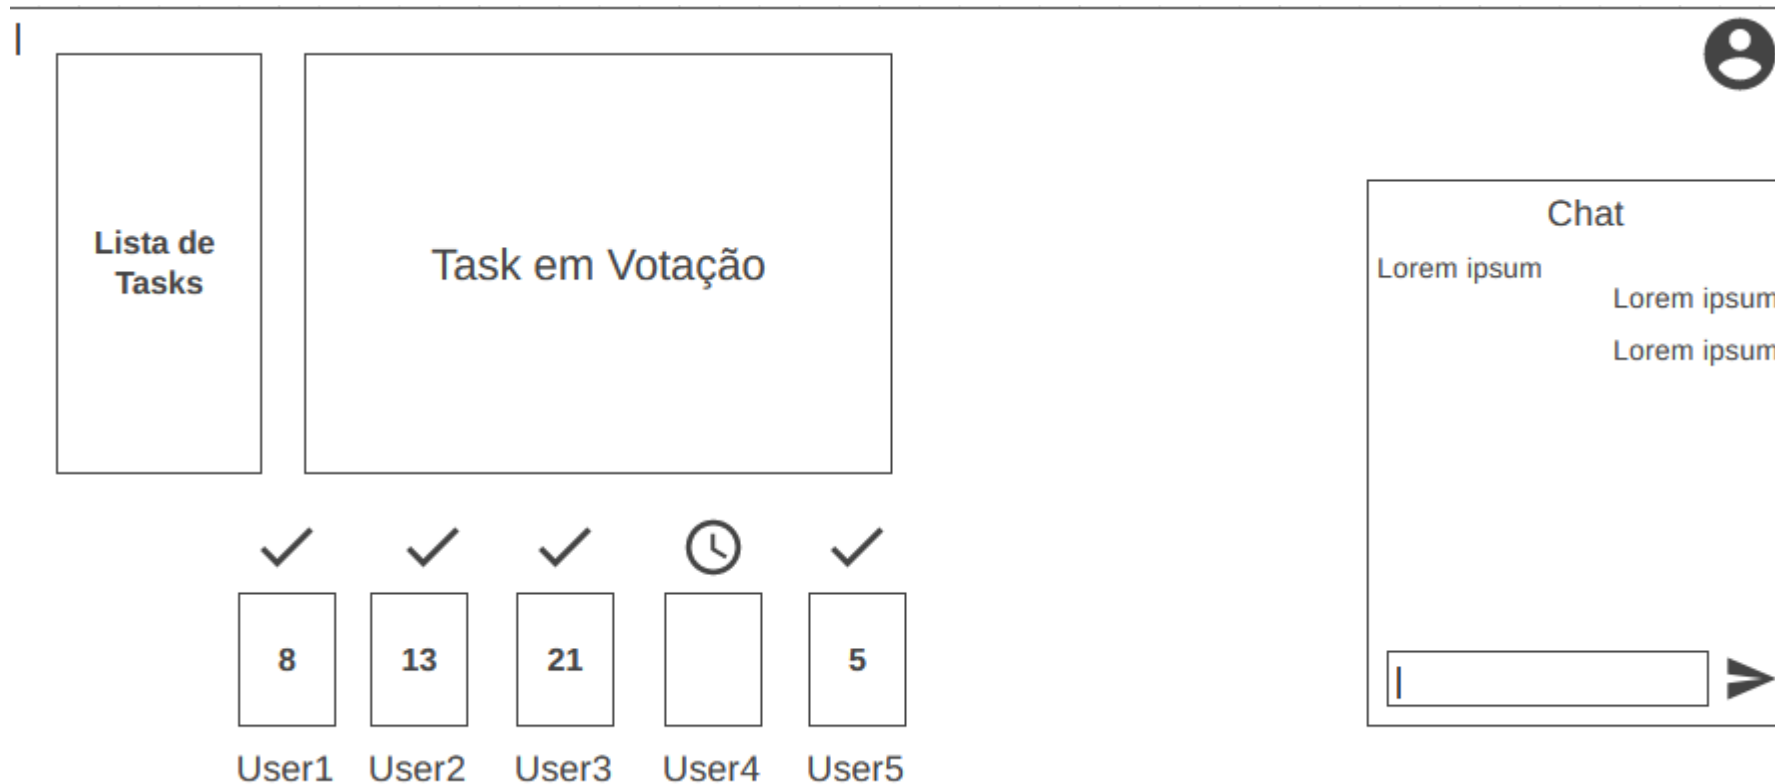 Lista de
Tasks
Task em Votação
Chat
Lorem ipsum
Lorem ipsum
Lorem ipsum
8
13
21
5
User1
User2
User3
User4
User5